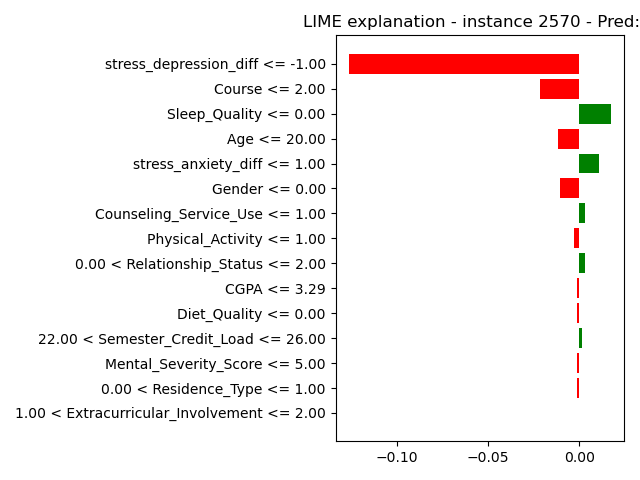 LIME explanation - instance 2570 - Pred:
stress_depression_diff <= -1.00
Course <= 2.00
Sleep_Quality <= 0.00
Age <= 20.00
stress_anxiety_diff <= 1.00
Gender <= 0.00
Counseling_Service_Use <= 1.00
Physical_Activity <= 1.00
0.00 < Relationship_Status <= 2.00
CGPA <= 3.29
Diet_Quality <= 0.00
22.00 < Semester_Credit_Load <= 26.00
Mental_Severity_Score <= 5.00
0.00 < Residence_Type <= 1.00
1.00 < Extracurricular_Involvement <= 2.00
−0.10 −0.05 0.00